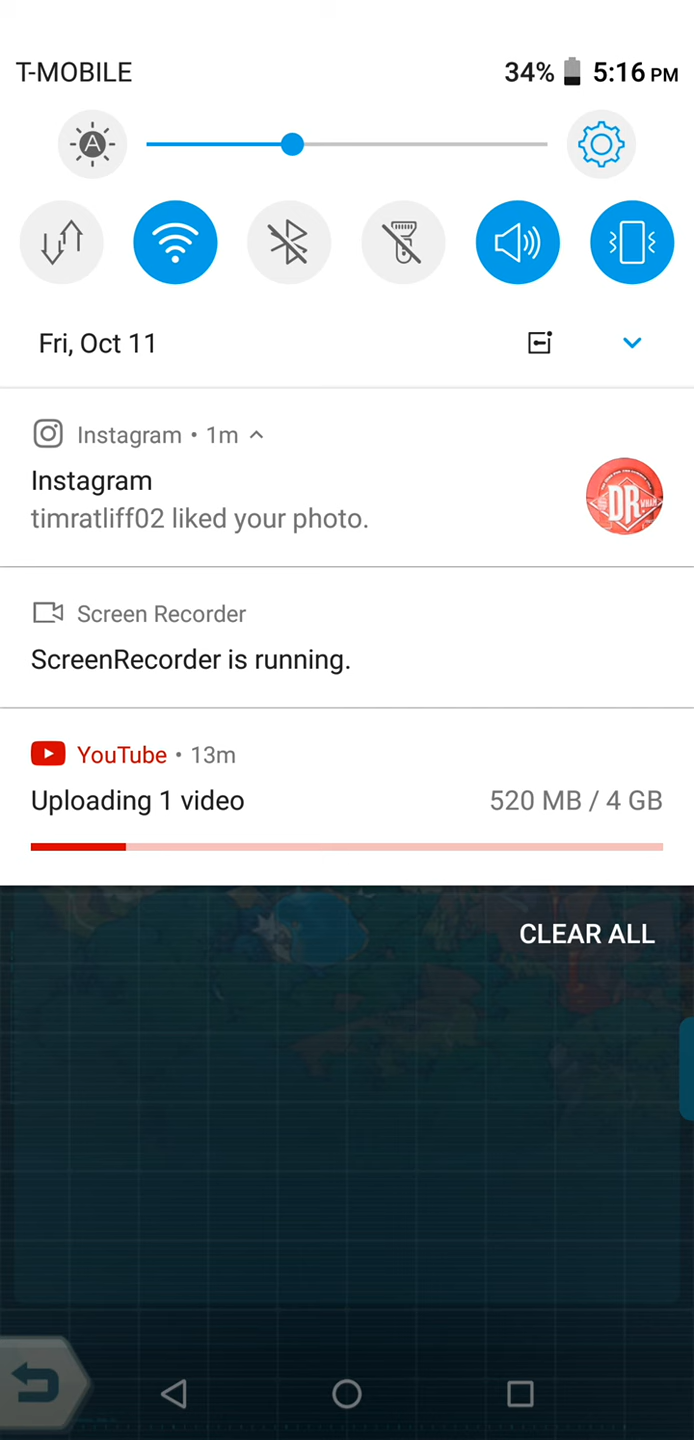 T-MOBILE 34% 5:16 PM
A
Fri, Oct 11
Instagram • 1m
Instagram
timratliff02 liked your photo.
DR
Screen Recorder
ScreenRecorder is running.
YouTube • 13m
Uploading 1 video 520 MB / 4 GB
CLEAR ALL